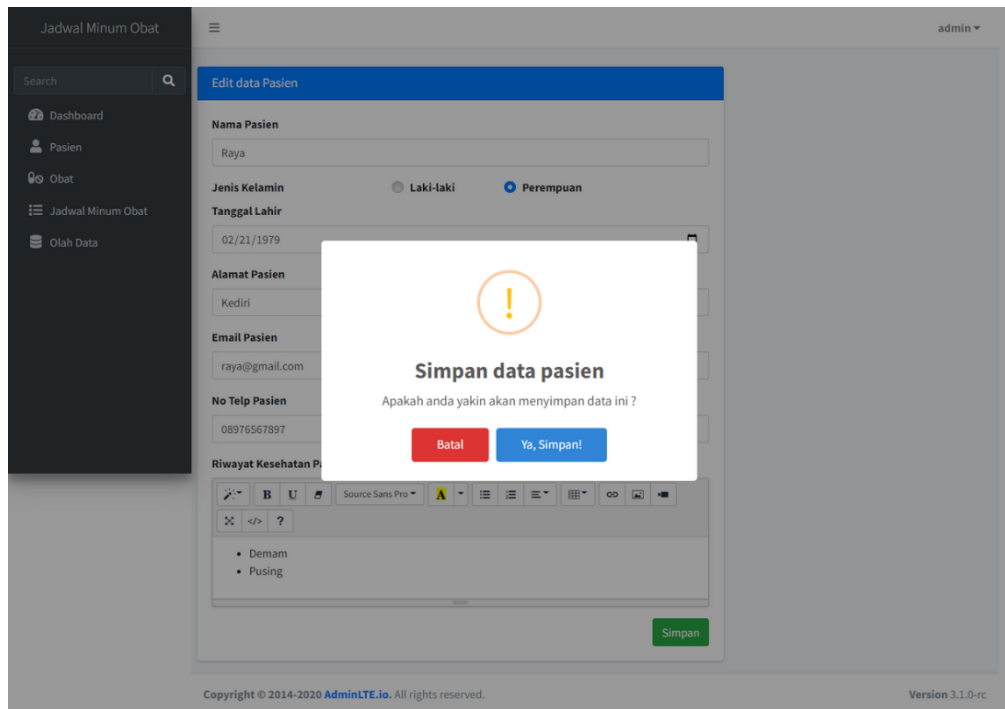 Jadwal Minum Obat
admin
Search
Dashboard
Pasien
Obat
Jadwal Minum Obat
Olah Data
Edit data Pasien
Nama Pasien
Raya
Jenis Kelamin Laki-laki Perempuan
Tanggal Lahir
02/21/1979
Alamat Pasien
Kediri
Email Pasien
raya@gmail.com
No Telp Pasien
08976567897
Riwayat Kesehatan
Simpan data pasien
Apakah anda yakin akan menyimpan data ini ?
Batal Ya, Simpan!
B U Source Sans Pro A
</> ?
• Demam
• Pusing
Simpan
Copyright © 2014-2020 AdminLTE.io. All rights reserved. Version 3.1.0-rc